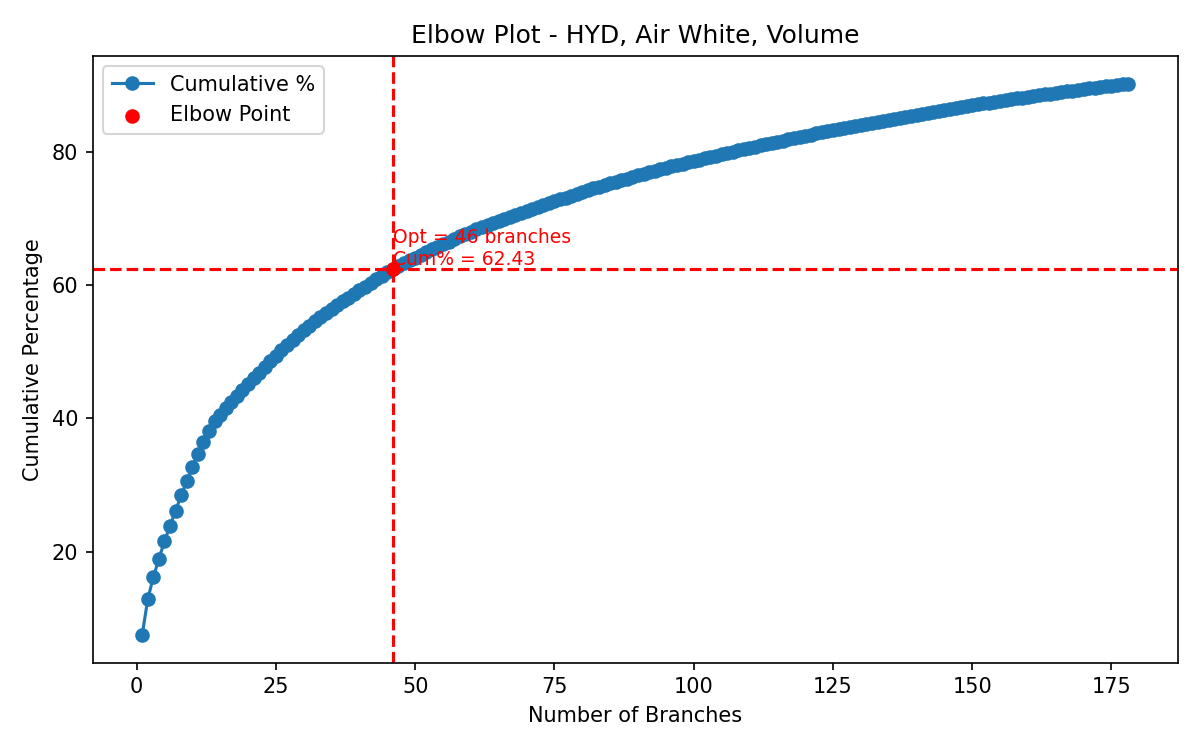 Elbow Plot - HYD, Air White, Volume
Cumulative %
Elbow Point
Opt = 46 branches
Cum% = 62.43
Cumulative Percentage
80
60
40
20
0 25 50 75 100 125 150 175
Number of Branches